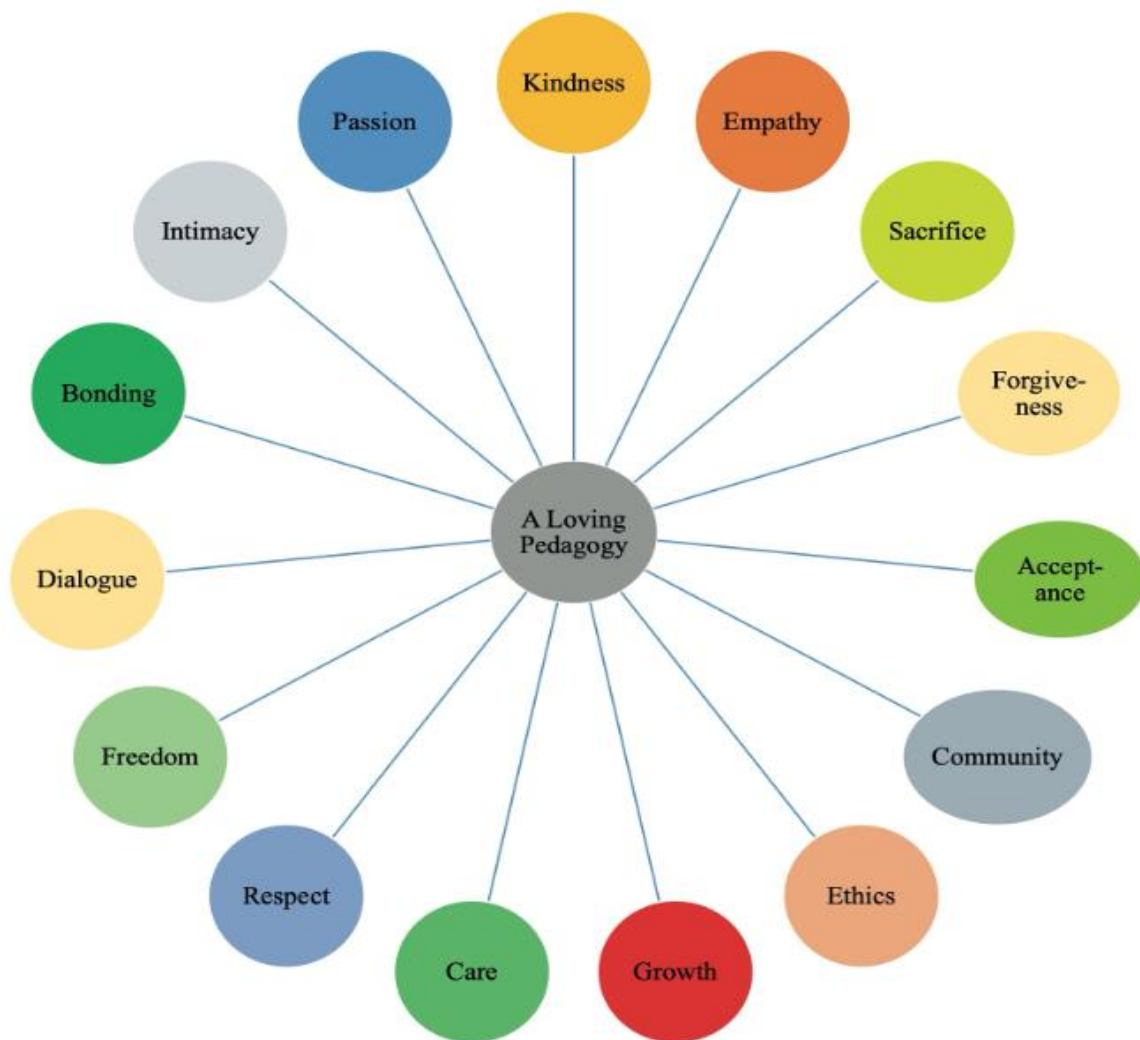 Kindness
Empathy
Sacrifice
Forgive-
ness
Accept-
ance
Community
Ethics
Growth
Care
Respect
Freedom
Dialogue
Bonding
Intimacy
Passion
A Loving
Pedagogy